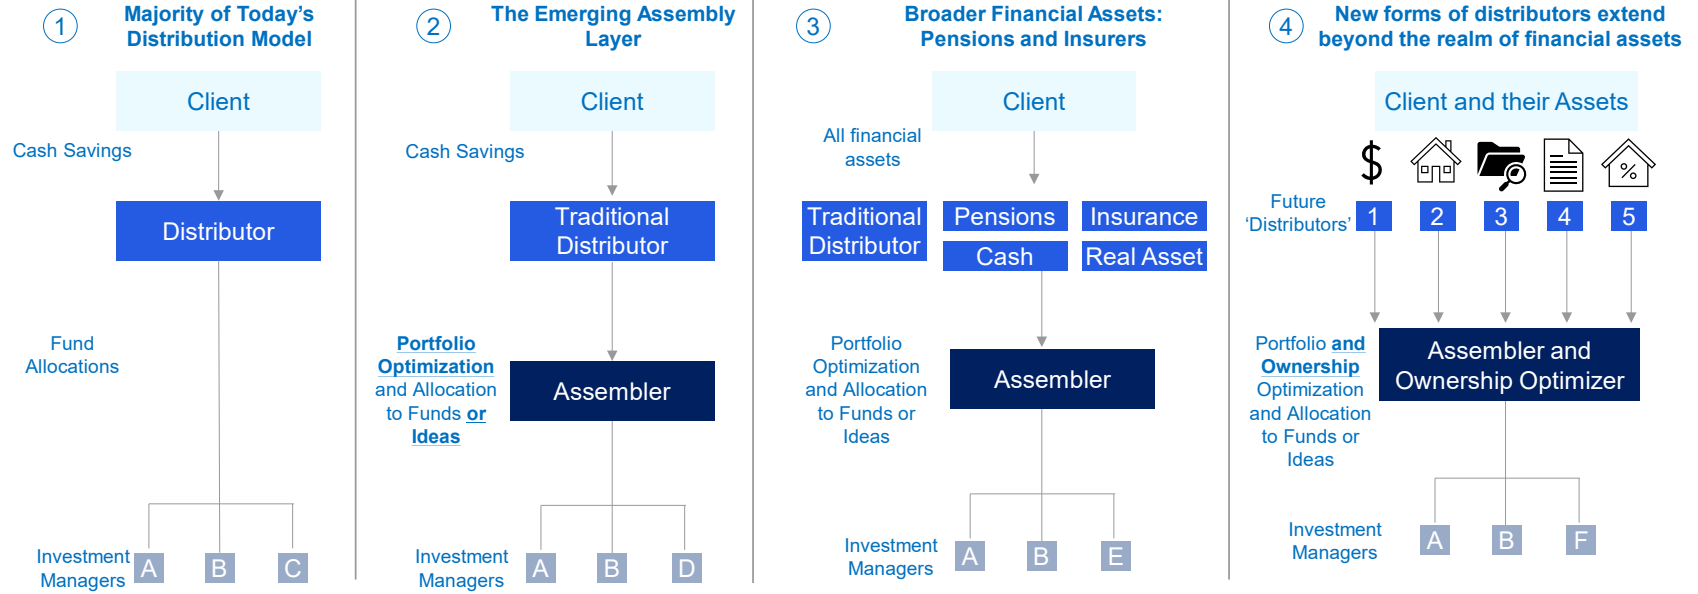 1
Majority of Today's
Distribution Model
Client
Cash Savings
Distributor
Fund
Allocations
Investment
Managers
A
B
C
2
The Emerging Assembly
Layer
Client
Cash Savings
Traditional
Distributor
Portfolio
Optimization
and Allocation
to Funds or
Ideas
Assembler
Investment
Managers
A
B
D
3
Broader Financial Assets:
Pensions and Insurers
Client
All financial
assets
Traditional
Distributor
Pensions
Insurance
Cash
Real Asset
Portfolio
Optimization
and Allocation
to Funds or
Ideas
Assembler
Investment
Managers
A
B
E
4
New forms of distributors extend
beyond the realm of financial assets
Client and their Assets
$
%
Future
‘Distributors’
1
2
3
4
5
Portfolio and
Ownership
Optimization
and Allocation
to Funds or
Ideas
Assembler and
Ownership Optimizer
Investment
Managers
A
B
F